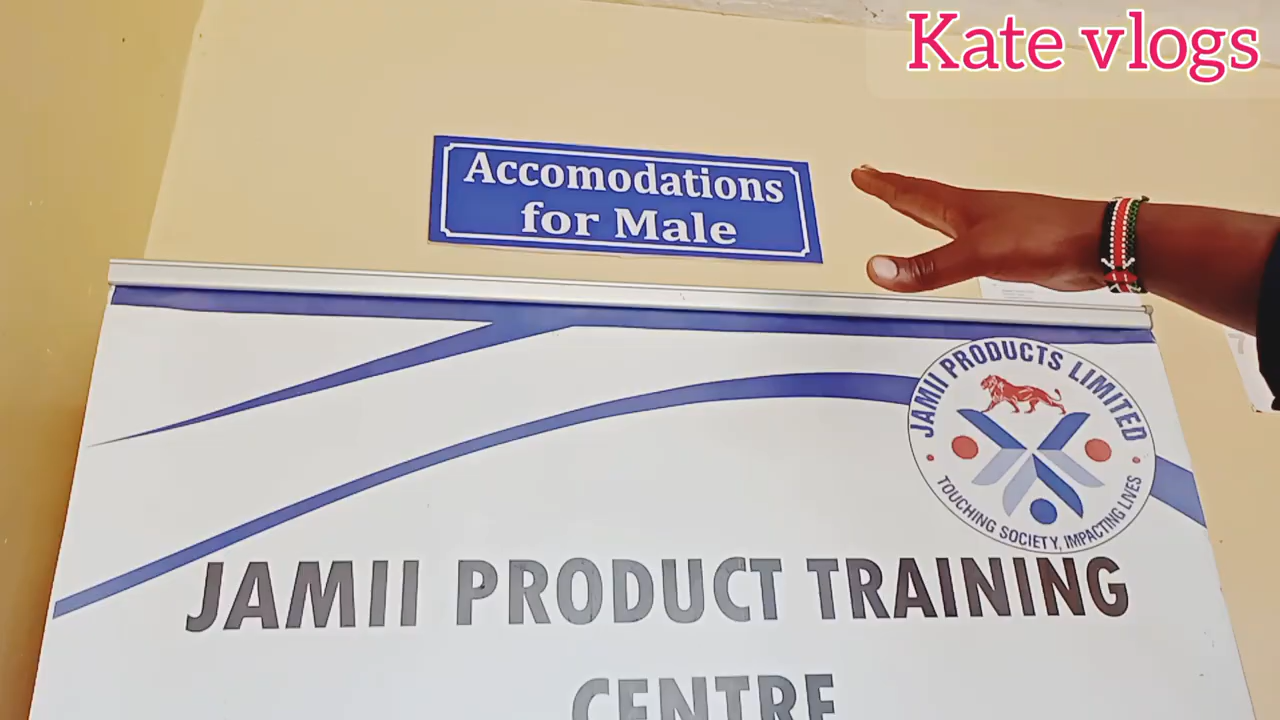 Kate vlogs
Accomodations
for Male
JAMII PRODUCTS LIMITED
TOUCHING SOCIETY, IMPACTING LIVES
JAMII PRODUCT TRAINING
CENTRE